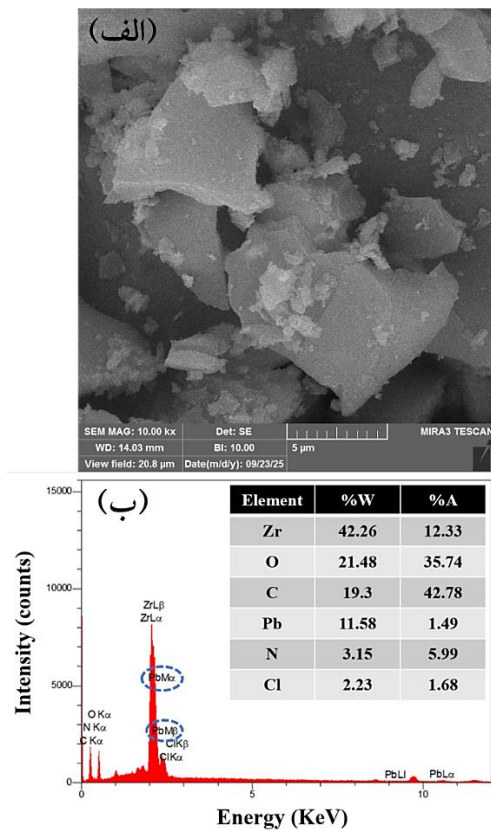 (الف)
SEM MAG: 10.00 kx Det: SE MIRA3 TESCAN
WD: 14.03 mm BI: 10.00 5 µm
View field: 20.8 µm Date(m/d/y): 09/23/25
(ب)
Intensity (counts)
15000
10000
5000
0
Element %W %A
Zr 42.26 12.33
O 21.48 35.74
C 19.3 42.78
Pb 11.58 1.49
N 3.15 5.99
Cl 2.23 1.68
ZrLβ
ZrLα
PbMα
PbMβ
ClKβ
ClKα
O Kα
N Kα
C Kα
PbLl
PbLα
0 5 10
Energy (KeV)